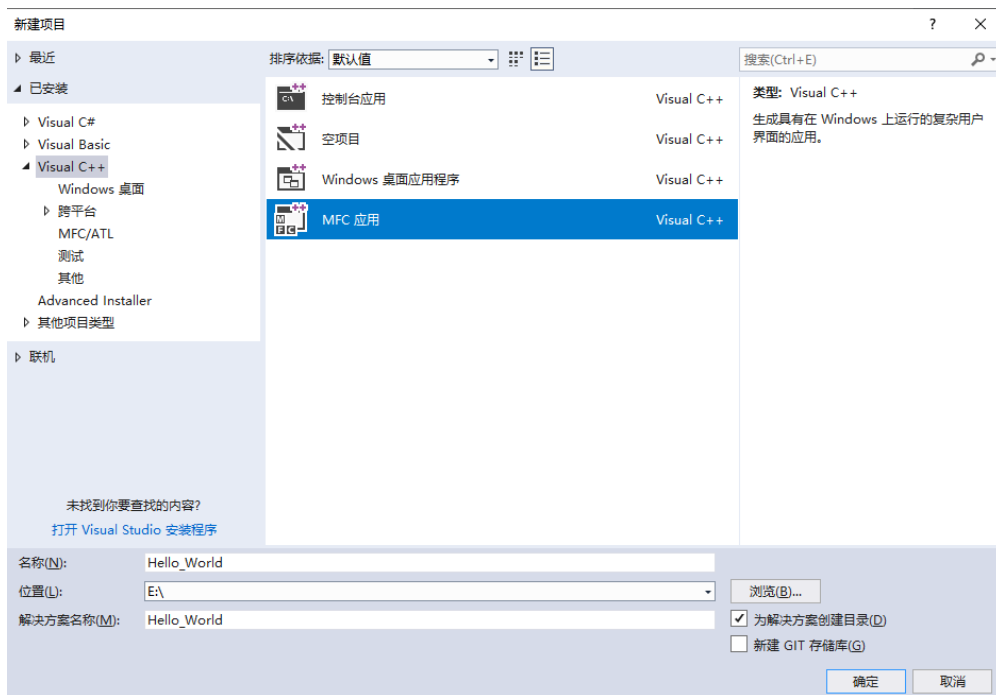 新建项目
? ×
最近
排序依据: 默认值
搜索(Ctrl+E)
已安装
Visual C#
Visual Basic
Visual C++
Windows 桌面
跨平台
MFC/ATL
测试
其他
Advanced Installer
其他项目类型
联机
未找到你要查找的内容?
打开 Visual Studio 安装程序
控制台应用 Visual C++
空项目 Visual C++
Windows 桌面应用程序 Visual C++
MFC 应用 Visual C++
类型: Visual C++
生成具有在 Windows 上运行的复杂用户
界面的应用。
名称(N): Hello_World
位置(L): E:\
浏览(B)...
解决方案名称(M): Hello_World
为解决方案创建目录(D)
新建 GIT 存储库(G)
确定 取消